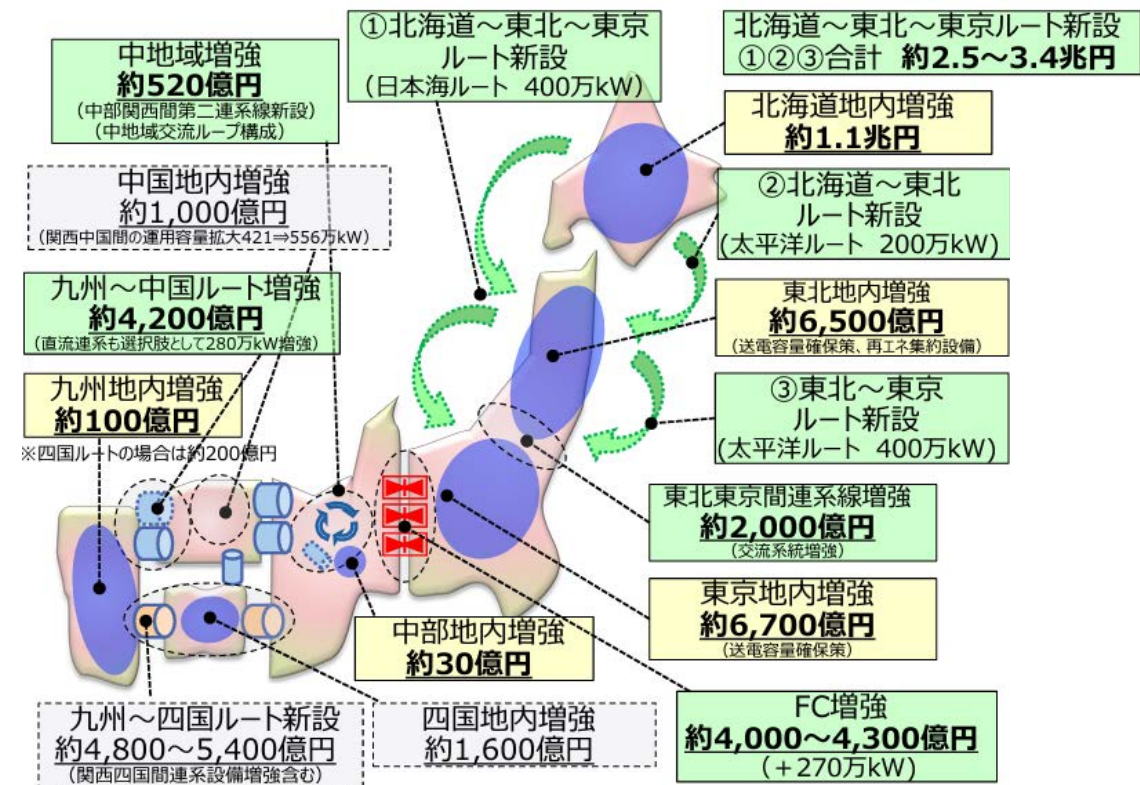 中地域増強
約520億円
(中部関西間第二連系線新設)
(中地域交流ループ構成)
①北海道～東北～東京
ルート新設
(日本海ルート 400万kW)
北海道～東北～東京ルート新設
①②③合計 約2.5～3.4兆円
北海道地内増強
約1.1兆円
中国地内増強
約1,000億円
(関西中国間の運用容量拡大421⇒556万kW)
②北海道～東北
ルート新設
(太平洋ルート 200万kW)
九州～中国ルート増強
約4,200億円
(直流連系も選択肢として280万kW増強)
東北地内増強
約6,500億円
(送電容量確保策、再エネ集約設備)
九州地内増強
約100億円
※四国ルートの場合は約200億円
③東北～東京
ルート新設
(太平洋ルート 400万kW)
東北東京間連系線増強
約2,000億円
(交流系統増強)
東京地内増強
約6,700億円
(送電容量確保策)
中部地内増強
約30億円
九州～四国ルート新設
約4,800～5,400億円
(関西四国間連系設備増強含む)
四国地内増強
約1,600億円
FC増強
約4,000～4,300億円
(＋270万kW)